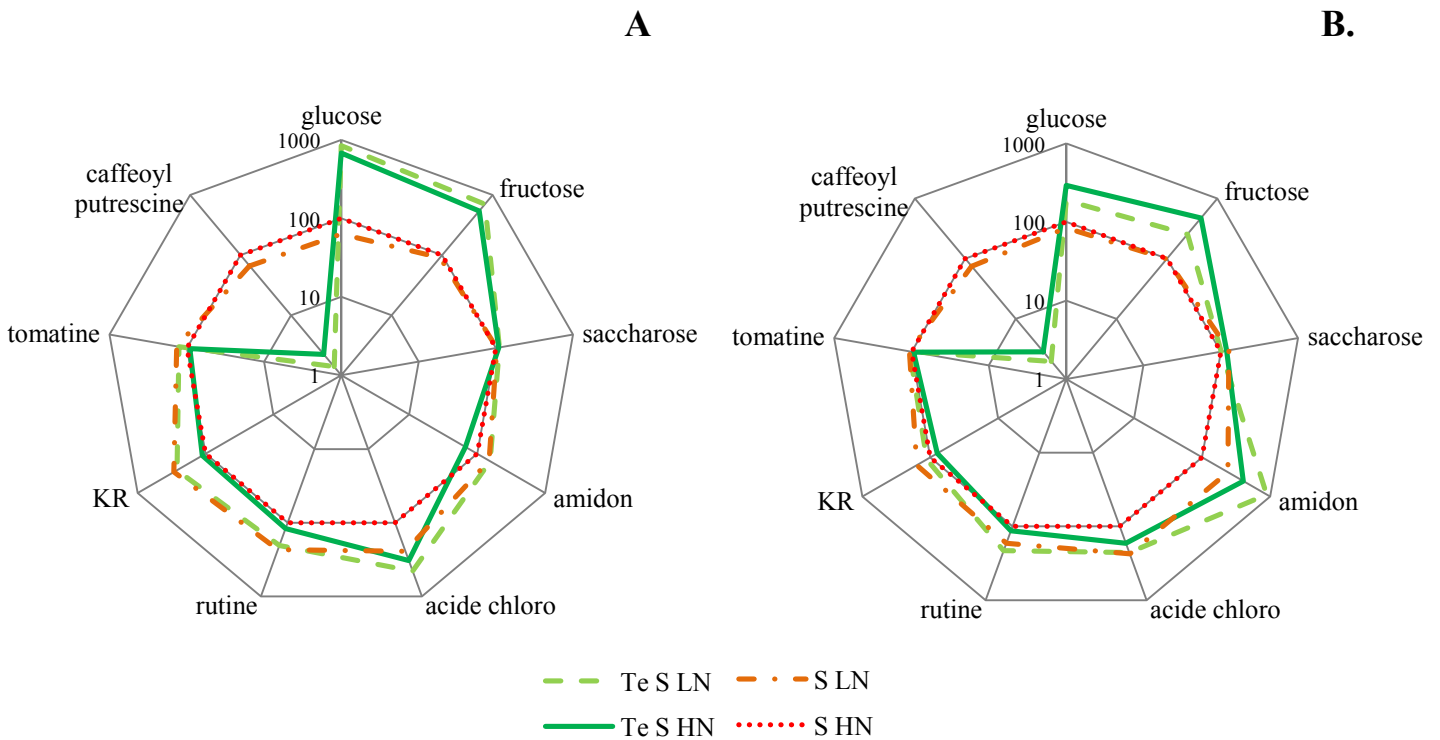 A
B.
glucose
1000
caffeoyl
putrescine
fructose
100
10
tomatine
saccharose
1
KR
amidon
rutine
acide chloro
glucose
1000
caffeoyl
putrescine
fructose
100
10
tomatine
saccharose
1
KR
amidon
rutine
acide chloro
Te S LN
S LN
Te S HN
S HN